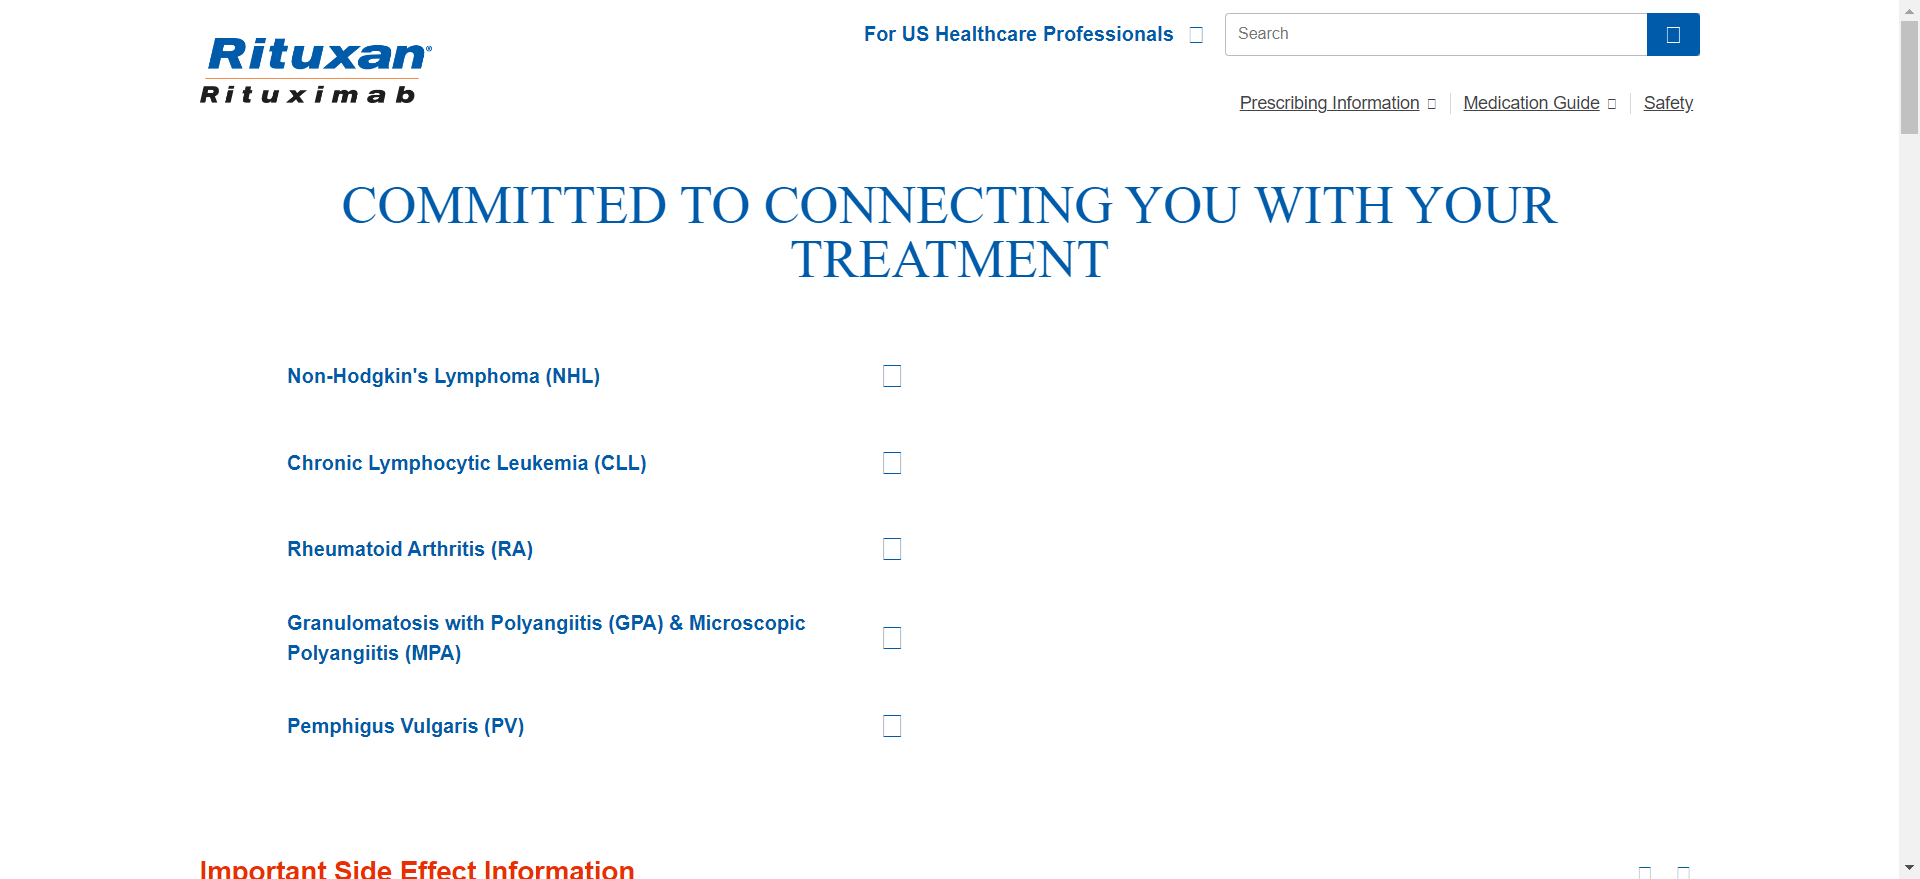 Rituxan®
Rituximab
For US Healthcare Professionals
Search
Prescribing Information
Medication Guide
Safety
COMMITTED TO CONNECTING YOU WITH YOUR
TREATMENT
Non-Hodgkin's Lymphoma (NHL)
Chronic Lymphocytic Leukemia (CLL)
Rheumatoid Arthritis (RA)
Granulomatosis with Polyangiitis (GPA) & Microscopic
Polyangiitis (MPA)
Pemphigus Vulgaris (PV)
Important Side Effect Information